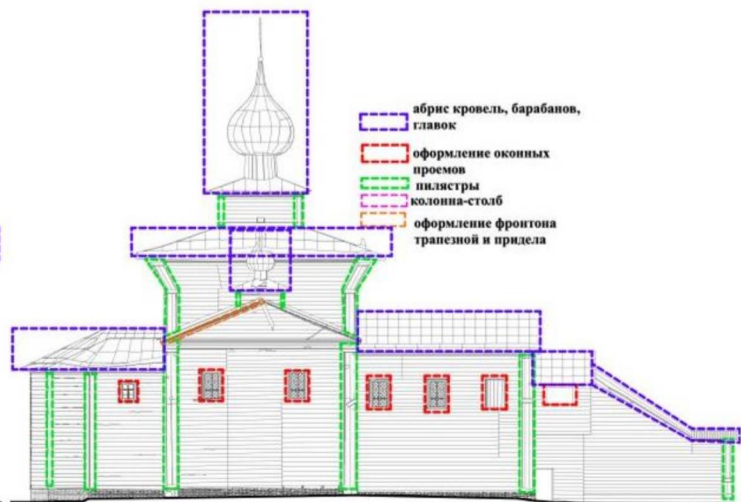 абрис кровель, барабанов,
главок
оформление оконных
проемов
пилястры
колонна-столб
оформление фронтона
трапезной и придела